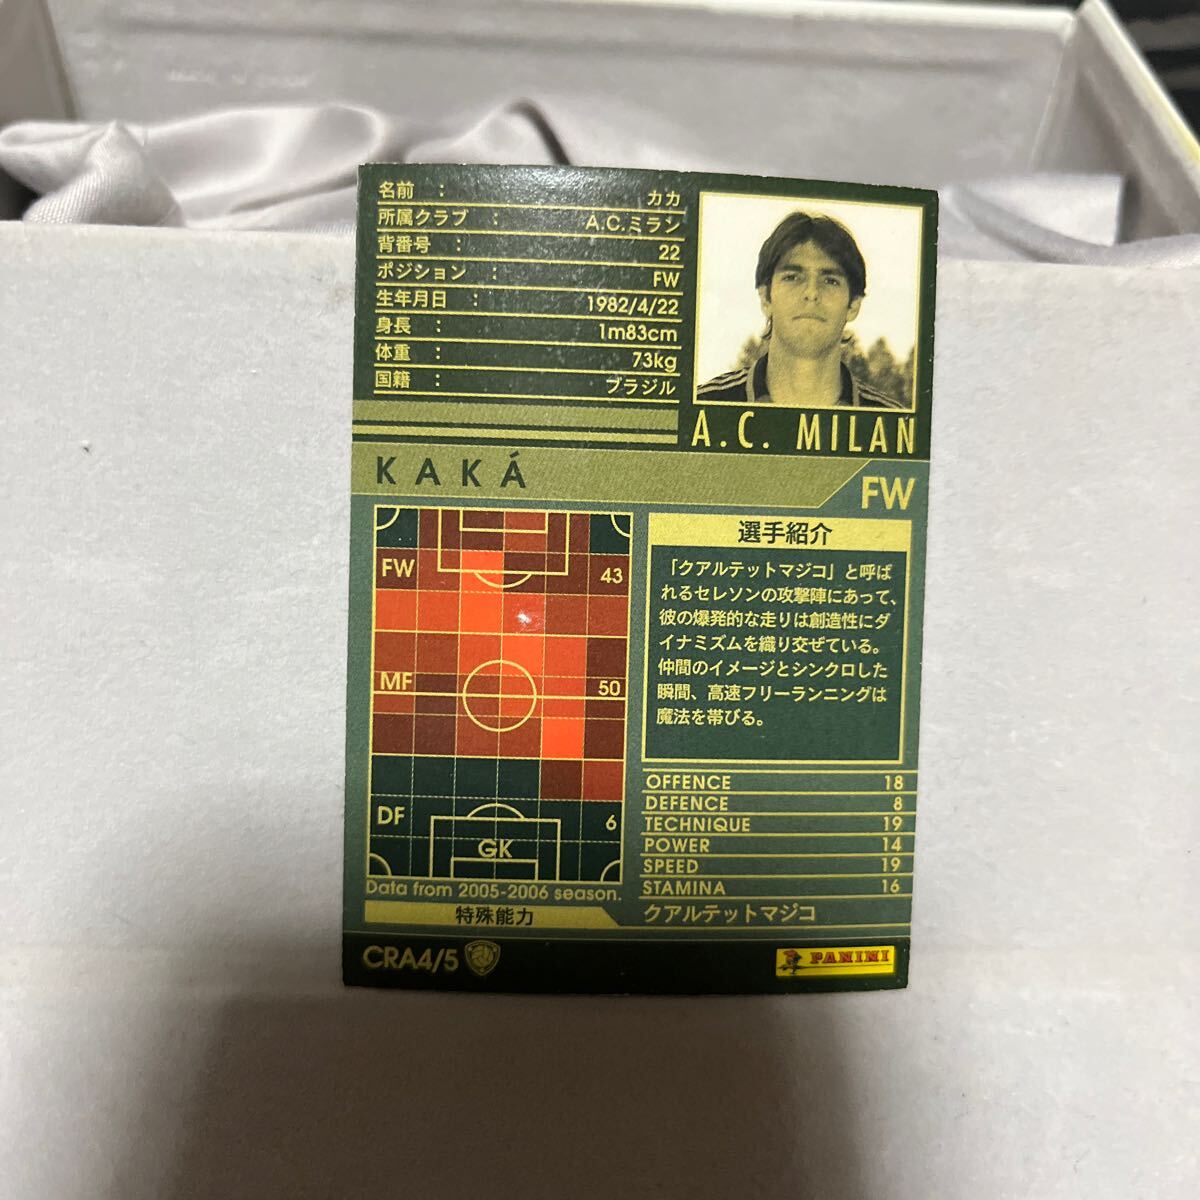 名前 : カカ
所属クラブ : A.C.ミラン
背番号 : 22
ポジション : FW
生年月日 : 1982/4/22
身長 : 1m83cm
体重 : 73kg
国籍 : ブラジル
A.C. MILAN
KAKÁ
FW
FW 43
MF 50
DF 6
GK
Data from 2005-2006 season.
選手紹介
「クアルテットマジコ」と呼ば
れるセレソンの攻撃陣にあって、
彼の爆発的な走りは創造性にダ
イナミズムを織り交ぜている。
仲間のイメージとシンクロした
瞬間、高速フリーランニングは
魔法を帯びる。
OFFENCE 18
DEFENCE 8
TECHNIQUE 19
POWER 14
SPEED 19
STAMINA 16
特殊能力 クアルテットマジコ
CRA4/5
PANINI